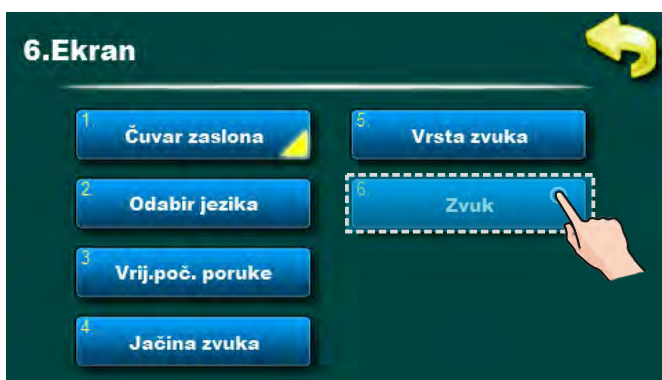 6.Ekran
1.
Čuvar zaslona
2
Odabir jezika
3
Vrij.poč. poruke
4
Jačina zvuka
5.
Vrsta zvuka
6.
Zvuk